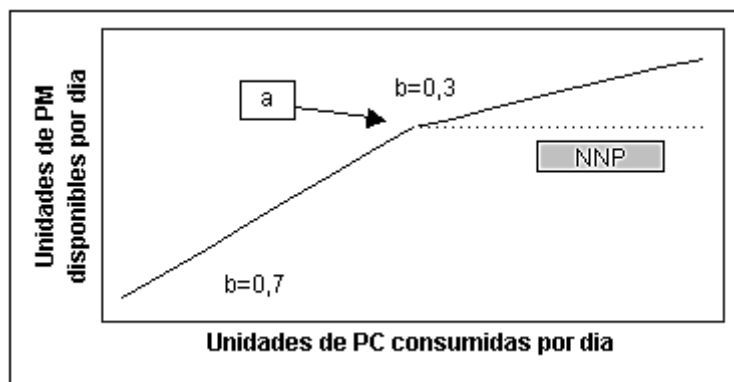 Unidades de PM
disponibles por dia
a
b=0,3
NNP
b=0,7
Unidades de PC consumidas por dia